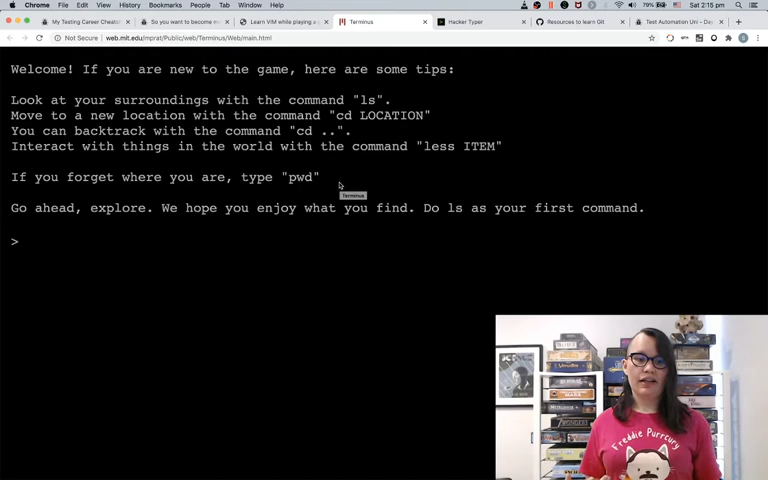 Chrome File Edit View History Bookmarks People Tab Window Help 79% Sat 2:15 pm
My Testing Career Cheatsh So you want to become Learn VIM while playing a g Terminus Hacker Typer Resources to learn Git Test Automation Uni - Da
Not Secure web.mit.edu/mprat/Public/web/Terminus/Web/main.html
Welcome! If you are new to the game, here are some tips:
Look at your surroundings with the command "ls".
Move to a new location with the command "cd LOCATION"
You can backtrack with the command "cd ..".
Interact with things in the world with the command "less ITEM"
If you forget where you are, type "pwd"
Terminus
Go ahead, explore. We hope you enjoy what you find. Do ls as your first command.
>
Freddie Purrcury